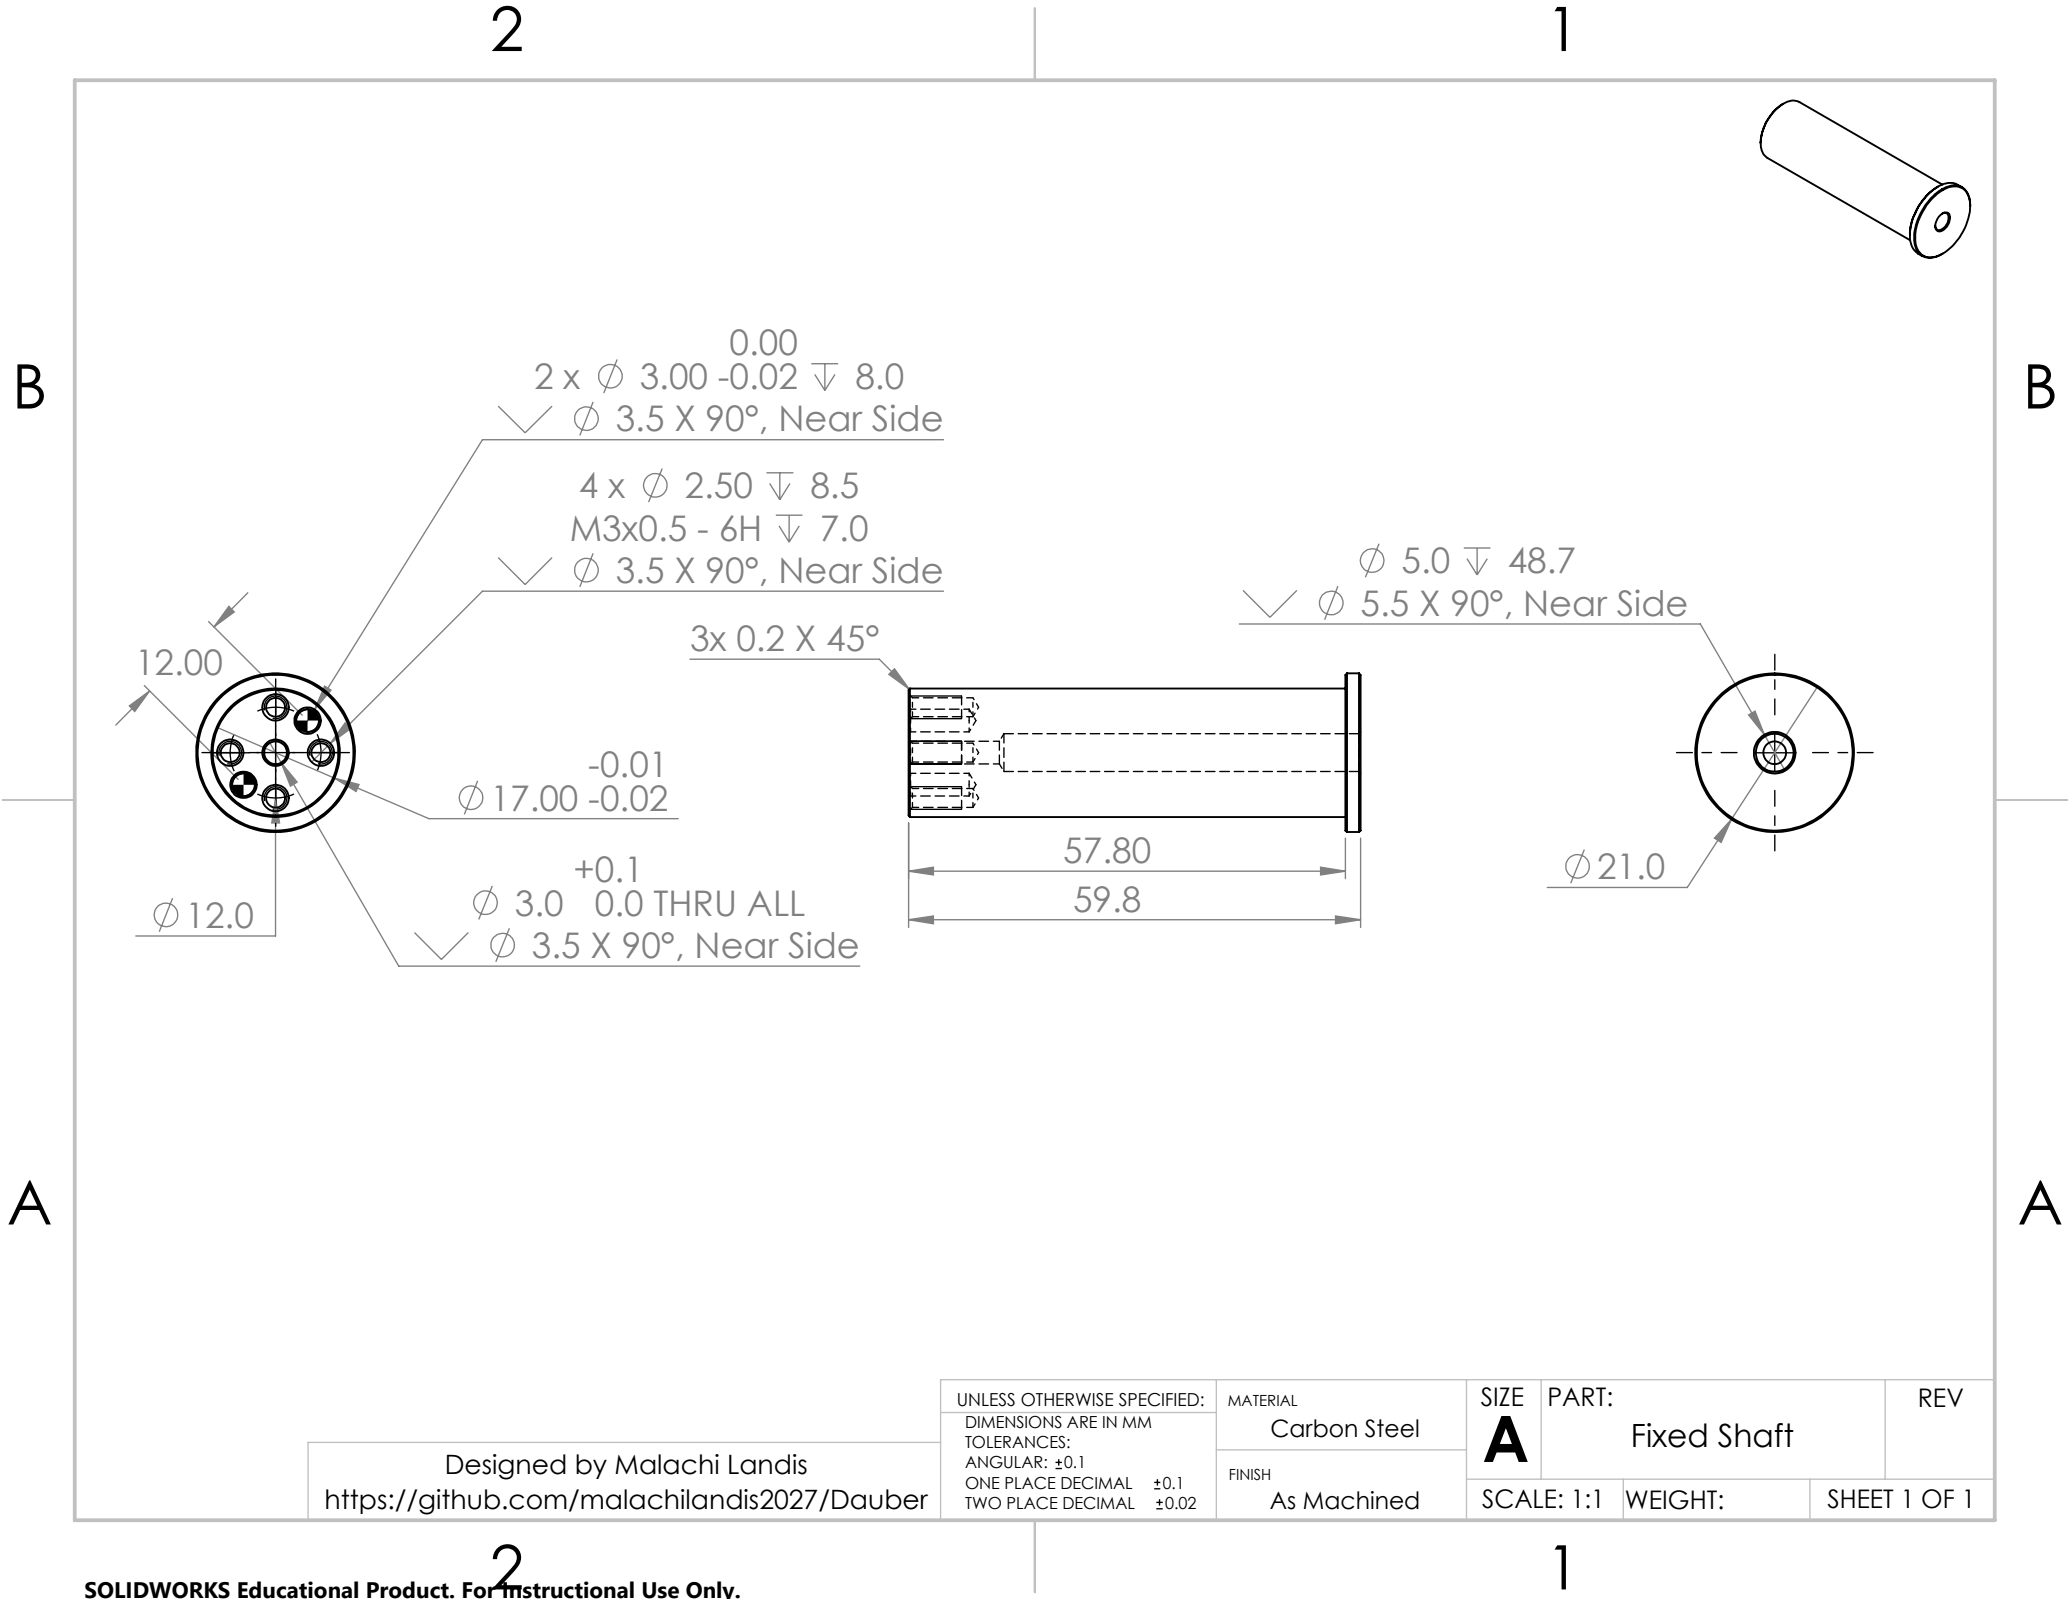 2
1
B
B
0.00
2 x ⌀ 3.00 -0.02 ↧ 8.0
⌵ ⌀ 3.5 X 90°, Near Side
4 x ⌀ 2.50 ↧ 8.5
M3x0.5 - 6H ↧ 7.0
⌵ ⌀ 3.5 X 90°, Near Side
⌀ 5.0 ↧ 48.7
⌵ ⌀ 5.5 X 90°, Near Side
3x 0.2 X 45°
12.00
-0.01
⌀17.00 -0.02
57.80
59.8
⌀21.0
+0.1
⌀ 3.0 0.0 THRU ALL
⌵ ⌀ 3.5 X 90°, Near Side
⌀12.0
A
A
UNLESS OTHERWISE SPECIFIED:
DIMENSIONS ARE IN MM
TOLERANCES:
ANGULAR: ±0.1
ONE PLACE DECIMAL ±0.1
TWO PLACE DECIMAL ±0.02
MATERIAL
Carbon Steel
FINISH
As Machined
SIZE
A
PART:
Fixed Shaft
REV
SCALE: 1:1
WEIGHT:
SHEET 1 OF 1
Designed by Malachi Landis
https://github.com/malachilandis2027/Dauber
2
1
SOLIDWORKS Educational Product. For Instructional Use Only.